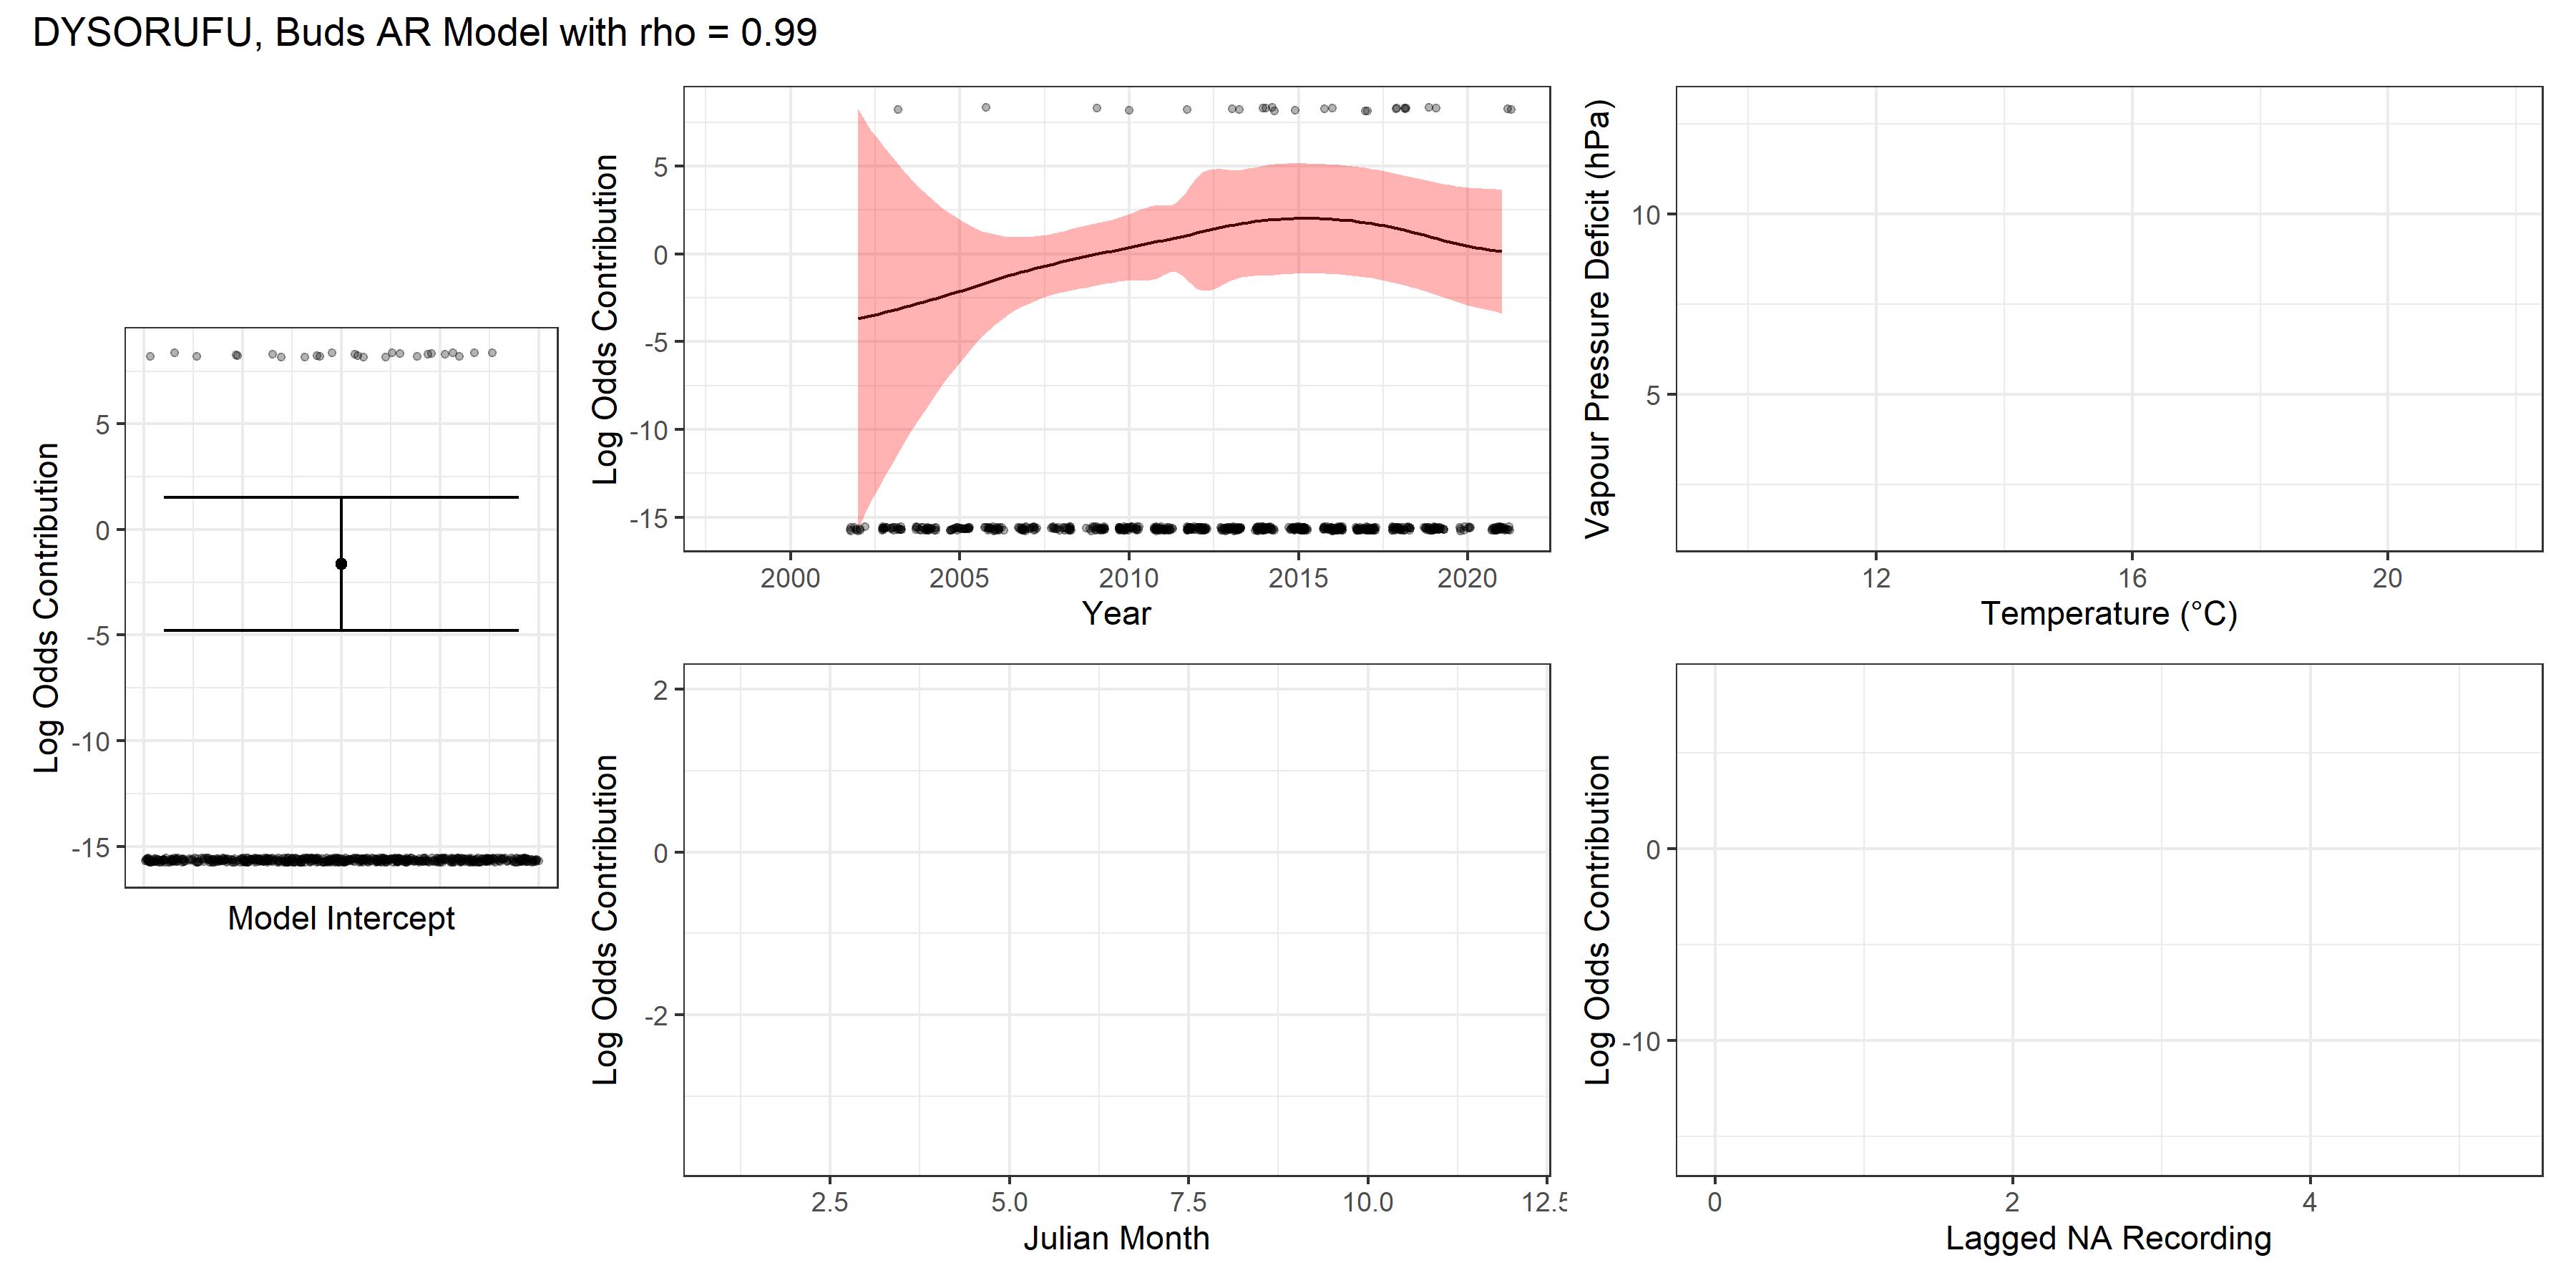 DYSORUFU, Buds AR Model with rho = 0.99
Log Odds Contribution
5
0
-5
-10
-15
Model Intercept
Log Odds Contribution
5
0
-5
-10
-15
2000 2005 2010 2015 2020
Year
Vapour Pressure Deficit (hPa)
10
5
12 16 20
Temperature (°C)
Log Odds Contribution
2
0
-2
2.5 5.0 7.5 10.0 12.5
Julian Month
Log Odds Contribution
0
-10
0 2 4
Lagged NA Recording